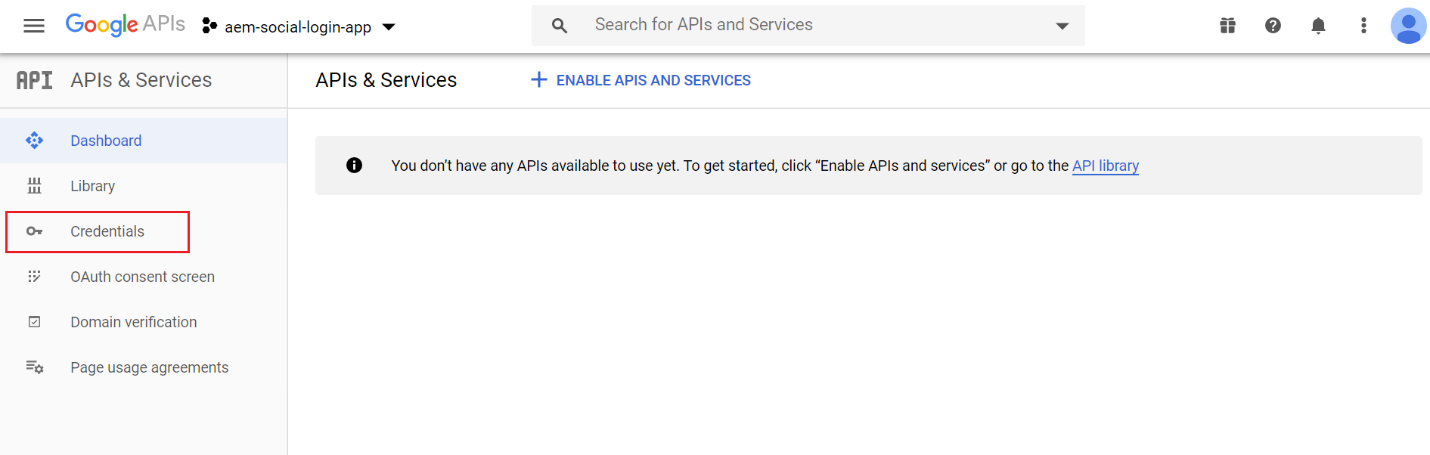 Google APIs aem-social-login-app Search for APIs and Services
API APIs & Services
APIs & Services + ENABLE APIS AND SERVICES
Dashboard
You don't have any APIs available to use yet. To get started, click “Enable APIs and services” or go to the API library
Library
Credentials
OAuth consent screen
Domain verification
Page usage agreements